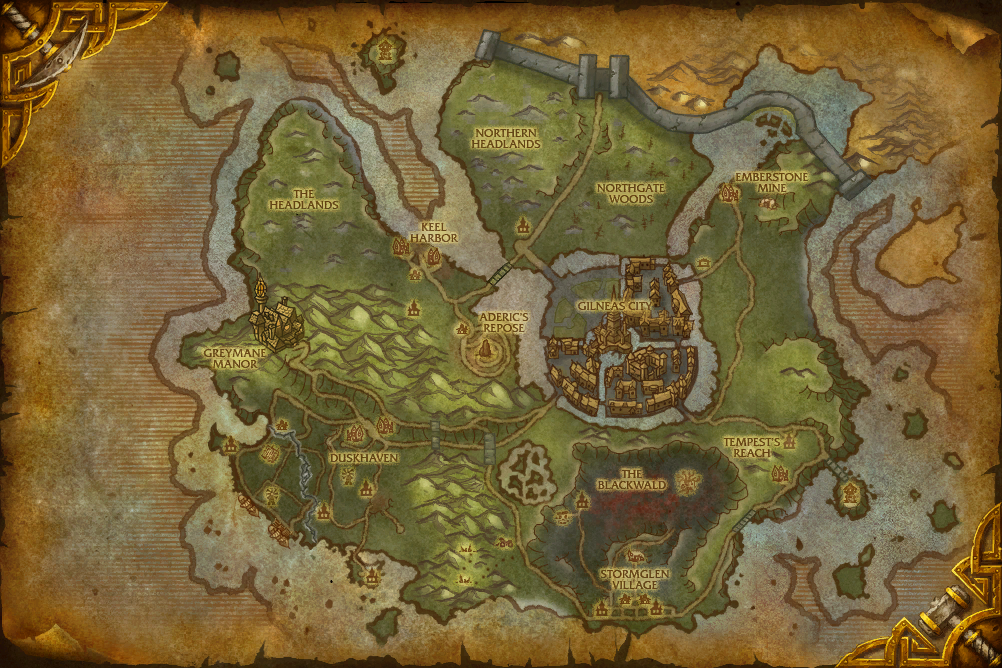 NORTHERN
HEADLANDS
EMBERSTONE
MINE
NORTHGATE
WOODS
THE
HEADLANDS
KEEL
HARBOR
GILNEAS CITY
ADERIC'S
REPOSE
GREYMANE
MANOR
TEMPEST'S
REACH
DUSKHAVEN
THE
BLACKWALD
STORMGLEN
VILLAGE